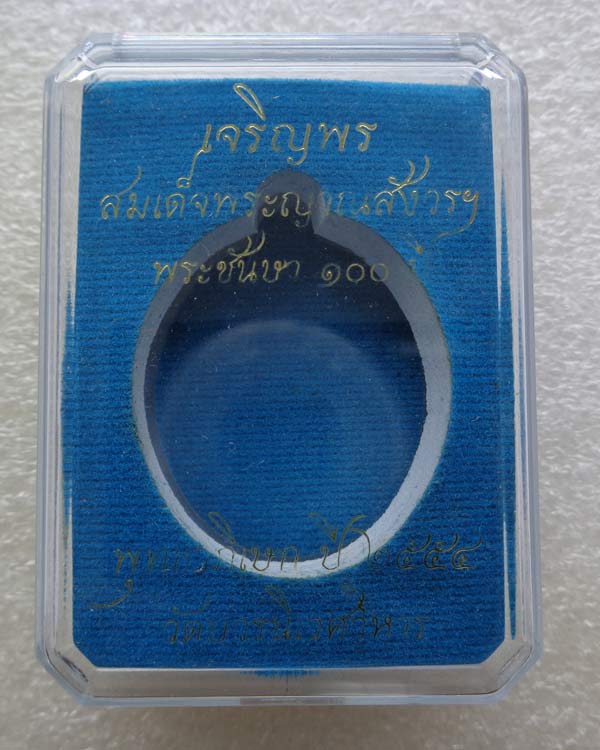 เจริญพร
สมเด็จพระญาณสังวรฯ
พระชันษา ๑๐๐ ปี
พุทธาภิเษก ปี ๒๕๕๔
วัดบวรนิเวศวิหาร